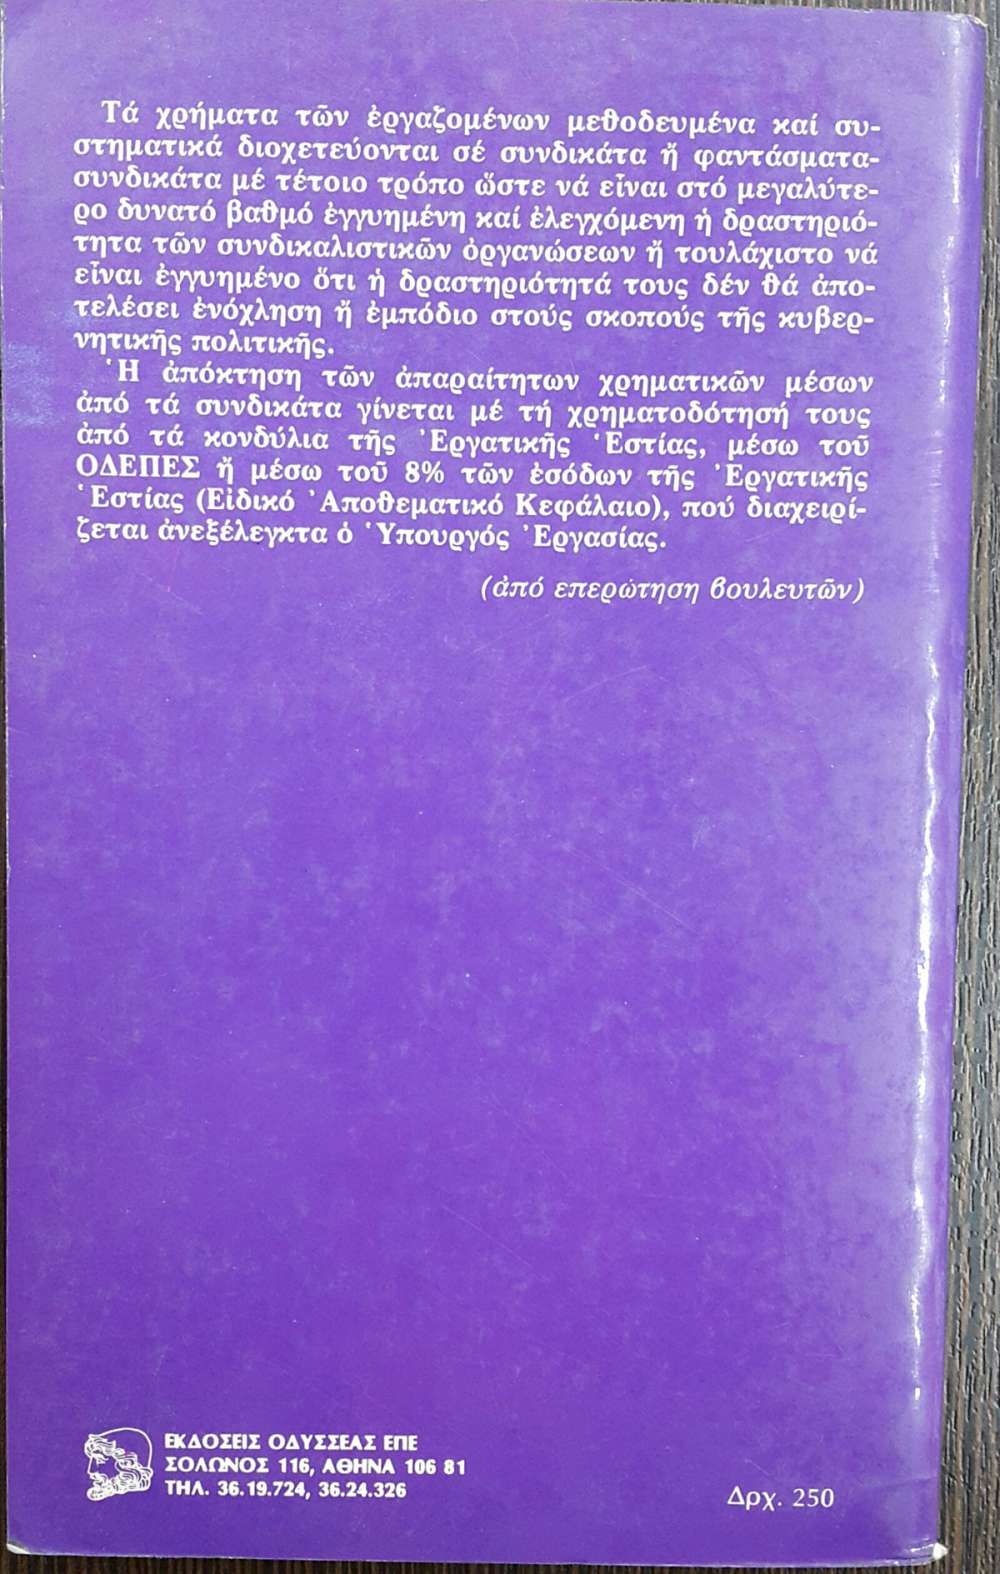 Τά χρήματα τῶν ἐργαζομένων μεθοδευμένα καί συ-
στηματικά διοχετεύονται σέ συνδικάτα ἤ φαντάσματα-
συνδικάτα μέ τέτοιο τρόπο ὥστε νά εἶναι στό μεγαλύτε-
ρο δυνατό βαθμό ἐγγυημένη καί ἐλεγχόμενη ἡ δραστηριό-
τητα τῶν συνδικαλιστικῶν ὀργανώσεων ἤ τουλάχιστο νά
εἶναι ἐγγυημένο ὅτι ἡ δραστηριότητά τους δέν θά ἀπο-
τελέσει ἐνόχληση ἤ ἐμπόδιο στούς σκοπούς τῆς κυβερ-
νητικῆς πολιτικῆς.
Ἡ ἀπόκτηση τῶν ἀπαραίτητων χρηματικῶν μέσων
ἀπό τά συνδικάτα γίνεται μέ τή χρηματοδότησή τους
ἀπό τά κονδύλια τῆς Ἐργατικῆς Ἑστίας, μέσω τοῦ
ΟΔΕΠΕΣ ἤ μέσω τοῦ 8% τῶν ἐσόδων τῆς Ἐργατικῆς
Ἑστίας (Εἰδικό Ἀποθεματικό Κεφάλαιο), πού διαχειρί-
ζεται ἀνεξέλεγκτα ὁ Ὑπουργός Ἐργασίας.
(ἀπό επερώτηση βουλευτῶν)
ΕΚΔΟΣΕΙΣ ΟΔΥΣΣΕΑΣ ΕΠΕ
ΣΟΛΩΝΟΣ 116, ΑΘΗΝΑ 106 81
ΤΗΛ. 36.19.724, 36.24.326
Δρχ. 250